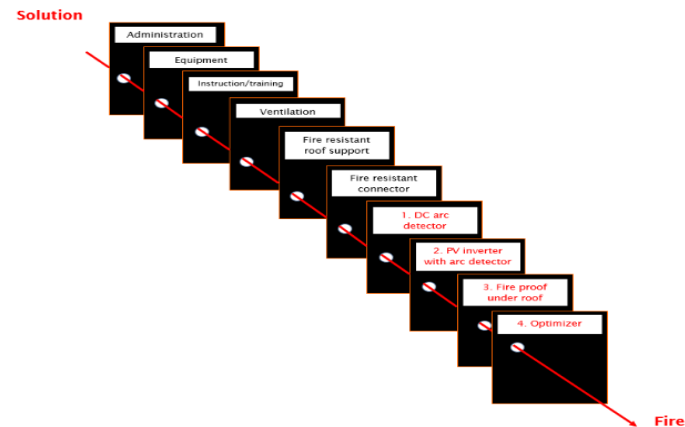 Solution
Administration
Equipment
Instruction/training
Ventilation
Fire resistant
roof support
Fire resistant
connector
1. DC arc
detector
2. PV inverter
with arc detector
3. Fire proof
under roof
4. Optimizer
Fire